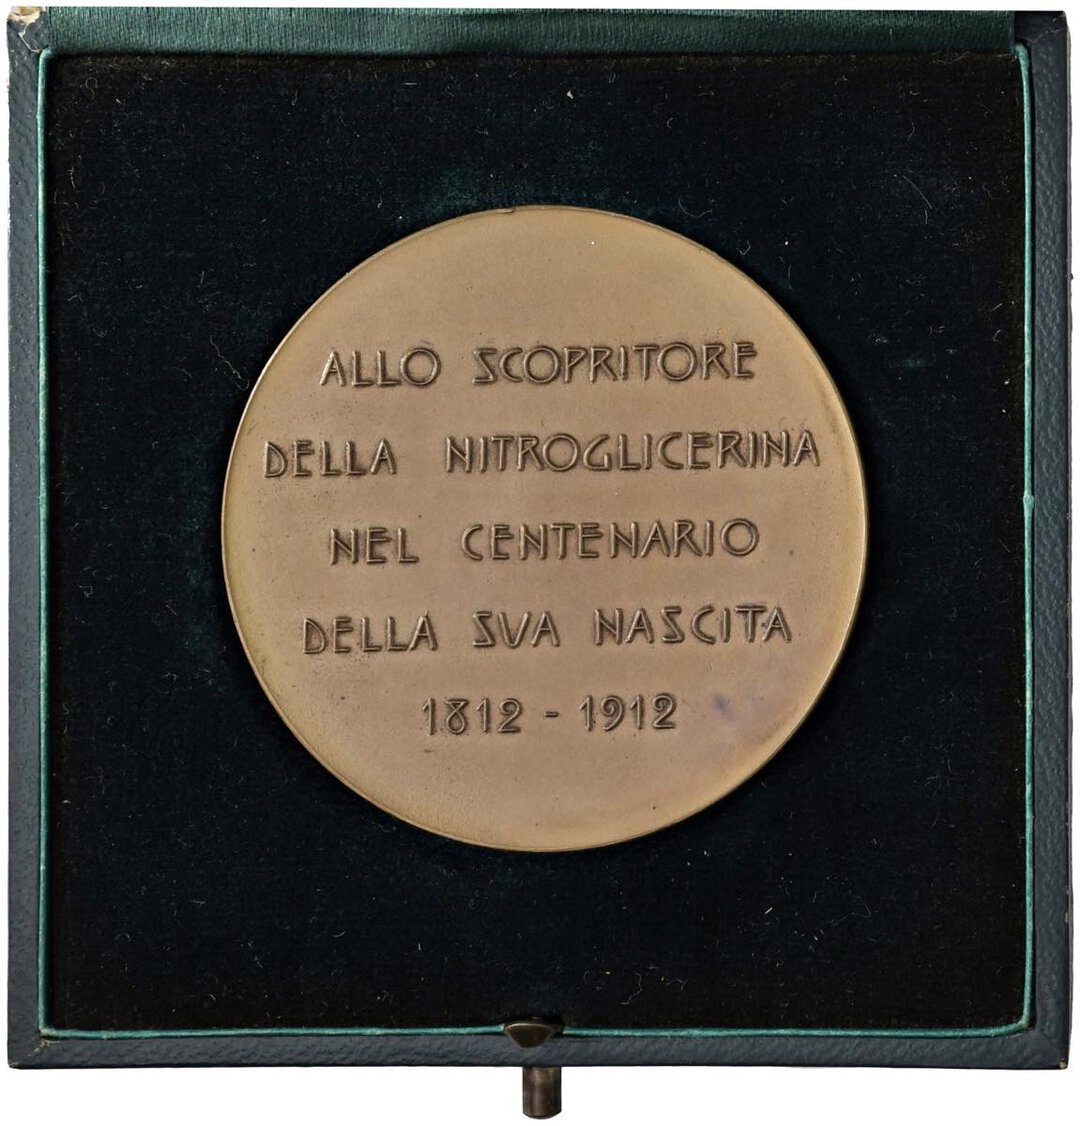 ALLO SCOPRITORE
DELLA NITROGLICERINA
NEL CENTENARIO
DELLA SVA NASCITA
1812 - 1912